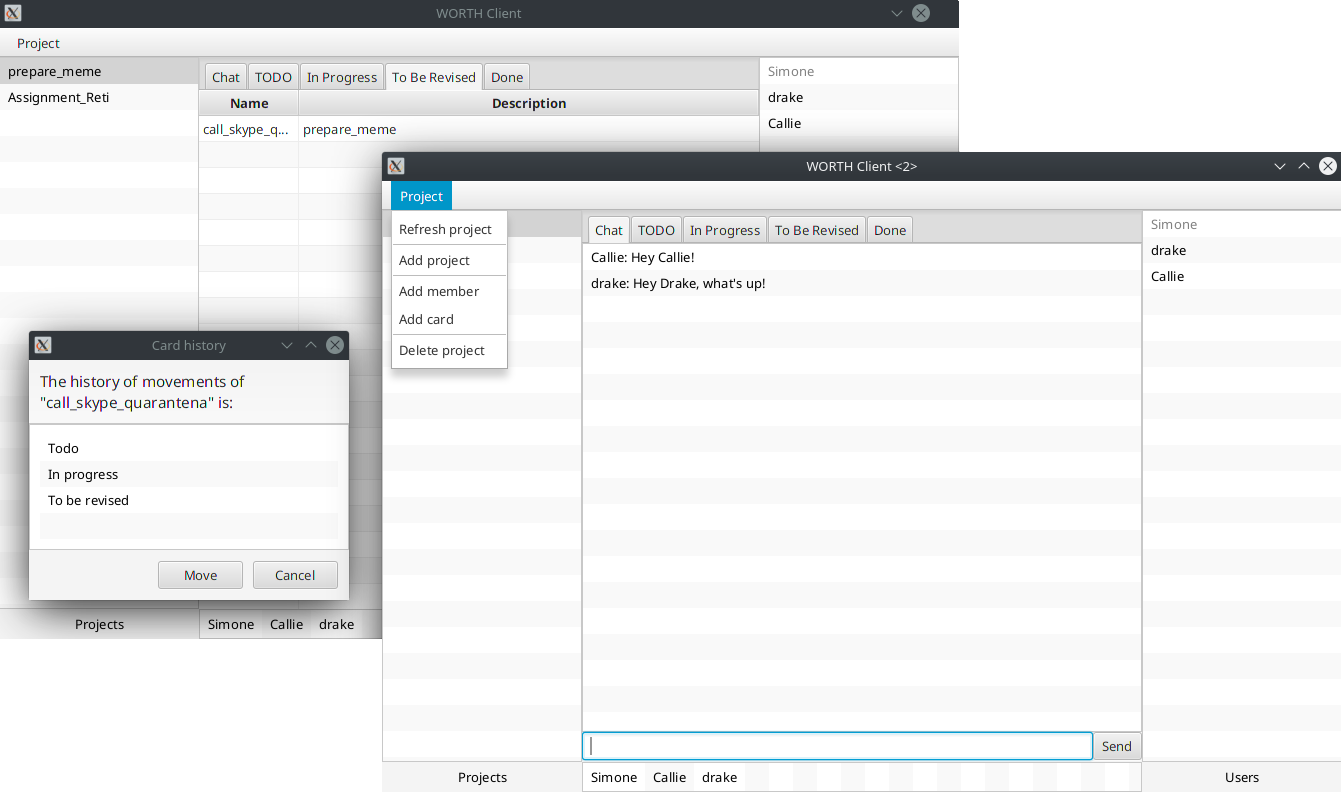 WORTH Client
Project
prepare_meme
Assignment_Reti
Chat TODO In Progress To Be Revised Done
Name Description
call_skype_q... prepare_meme
Simone
drake
Callie
Projects
Simone Callie drake
Card history
The history of movements of
"call_skype_quarantena" is:
Todo
In progress
To be revised
Move Cancel
WORTH Client <2>
Project
Refresh project
Add project
Add member
Add card
Delete project
Chat TODO In Progress To Be Revised Done
Callie: Hey Callie!
drake: Hey Drake, what's up!
Send
Simone
drake
Callie
Projects
Simone Callie drake
Users